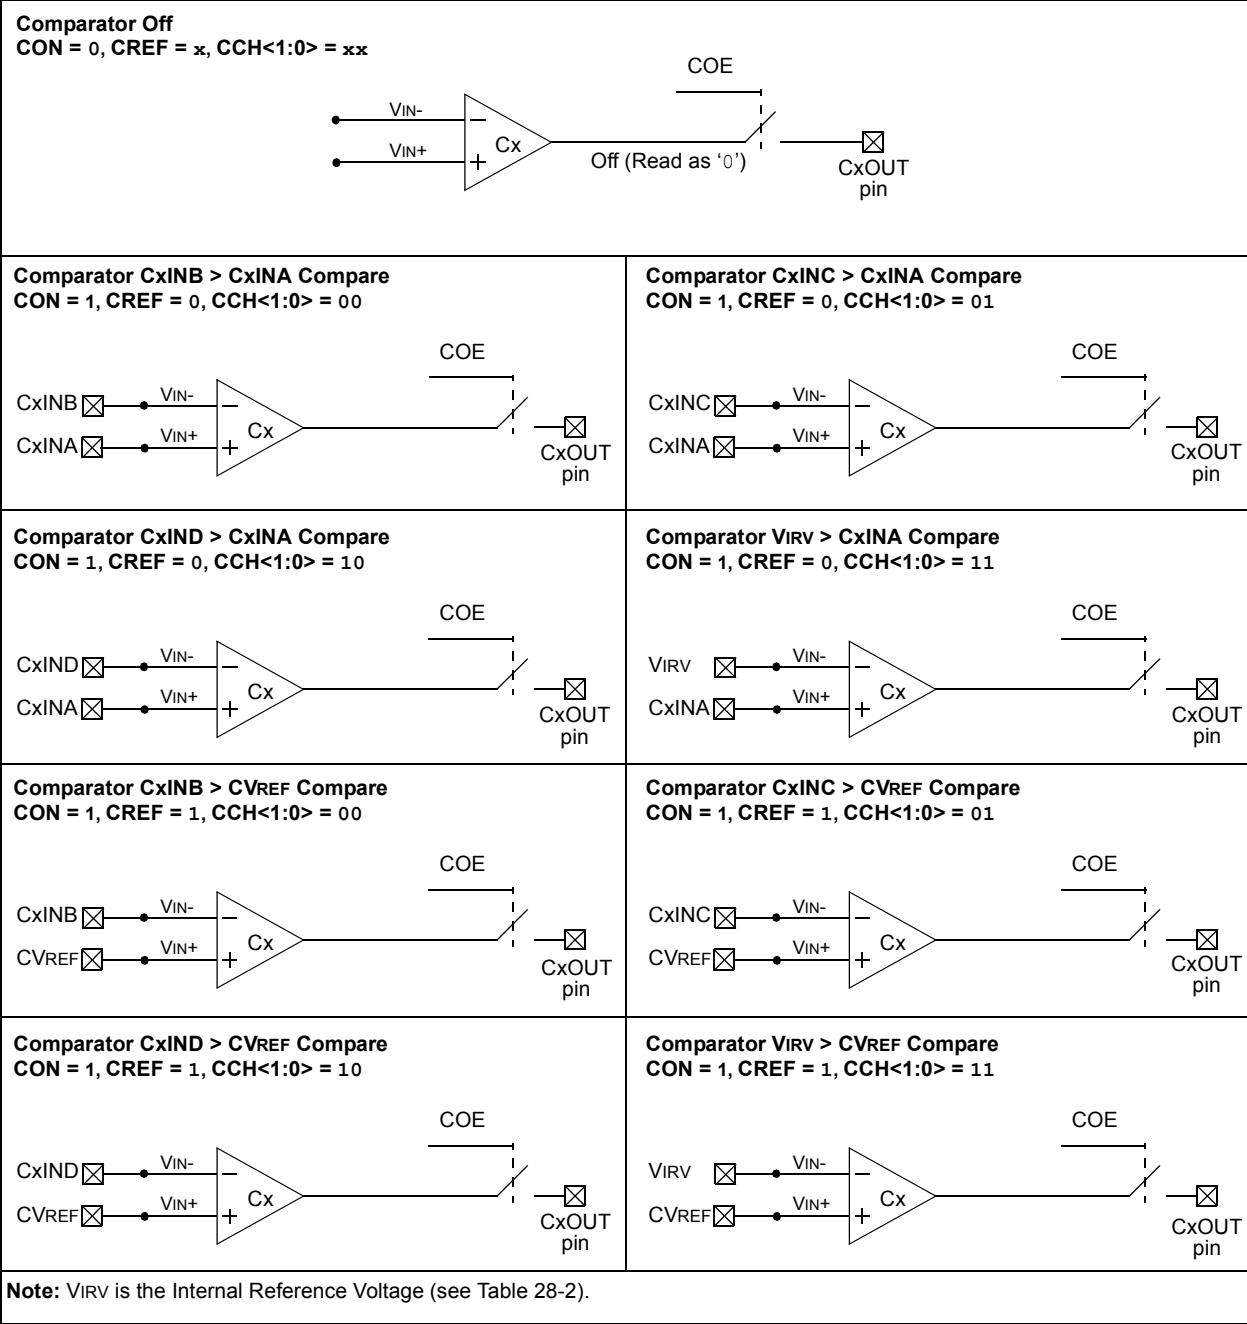 Comparator Off
CON = 0, CREF = x, CCH<1:0> = xx
COE
VIN-
VIN+
Cx
Off (Read as ‘0’)
CxOUT
pin
Comparator CxINB > CxINA Compare
CON = 1, CREF = 0, CCH<1:0> = 00
COE
CxINB
VIN-
CxINA
VIN+
Cx
CxOUT
pin
Comparator CxINC > CxINA Compare
CON = 1, CREF = 0, CCH<1:0> = 01
COE
CxINC
VIN-
CxINA
VIN+
Cx
CxOUT
pin
Comparator CxIND > CxINA Compare
CON = 1, CREF = 0, CCH<1:0> = 10
COE
CxIND
VIN-
CxINA
VIN+
Cx
CxOUT
pin
Comparator VIRV > CxINA Compare
CON = 1, CREF = 0, CCH<1:0> = 11
COE
VIRV
VIN-
CxINA
VIN+
Cx
CxOUT
pin
Comparator CxINB > CVREF Compare
CON = 1, CREF = 1, CCH<1:0> = 00
COE
CxINB
VIN-
CVREF
VIN+
Cx
CxOUT
pin
Comparator CxINC > CVREF Compare
CON = 1, CREF = 1, CCH<1:0> = 01
COE
CxINC
VIN-
CVREF
VIN+
Cx
CxOUT
pin
Comparator CxIND > CVREF Compare
CON = 1, CREF = 1, CCH<1:0> = 10
COE
CxIND
VIN-
CVREF
VIN+
Cx
CxOUT
pin
Comparator VIRV > CVREF Compare
CON = 1, CREF = 1, CCH<1:0> = 11
COE
VIRV
VIN-
CVREF
VIN+
Cx
CxOUT
pin
Note: VIRV is the Internal Reference Voltage (see Table 28-2).